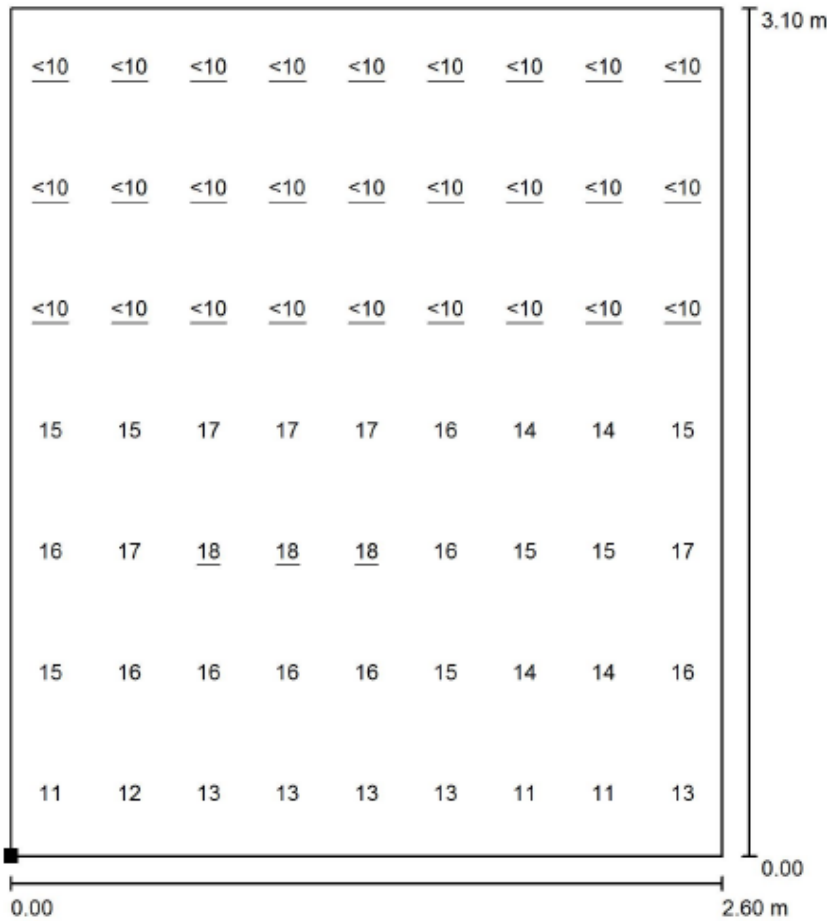 3.10 m
<10 <10 <10 <10 <10 <10 <10 <10 <10
<10 <10 <10 <10 <10 <10 <10 <10 <10
<10 <10 <10 <10 <10 <10 <10 <10 <10
15 15 17 17 17 16 14 14 15
16 17 18 18 18 16 15 15 17
15 16 16 16 16 15 14 14 16
11 12 13 13 13 13 11 11 13
0.00
0.00 2.60 m